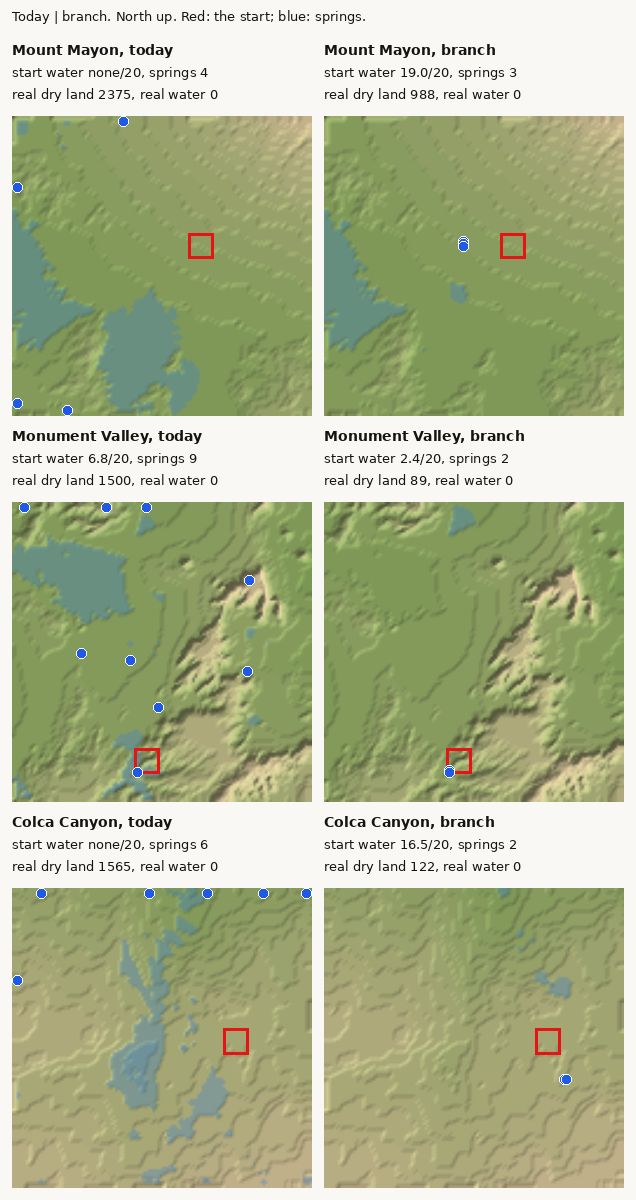 Today | branch. North up. Red: the start; blue: springs.
Mount Mayon, today
start water none/20, springs 4
real dry land 2375, real water 0
Mount Mayon, branch
start water 19.0/20, springs 3
real dry land 988, real water 0
Monument Valley, today
start water 6.8/20, springs 9
real dry land 1500, real water 0
Monument Valley, branch
start water 2.4/20, springs 2
real dry land 89, real water 0
Colca Canyon, today
start water none/20, springs 6
real dry land 1565, real water 0
Colca Canyon, branch
start water 16.5/20, springs 2
real dry land 122, real water 0